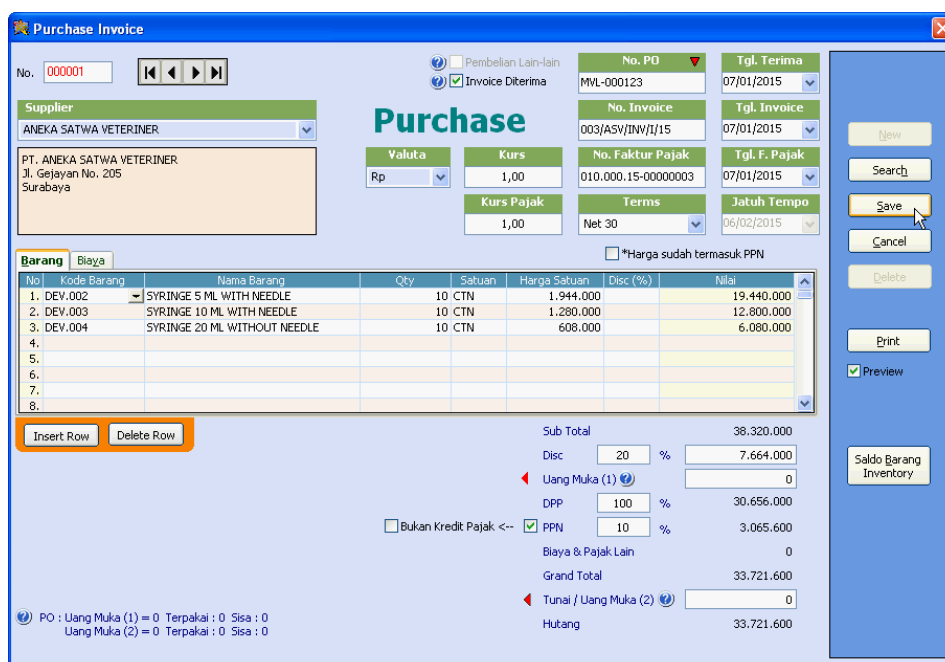 Purchase Invoice
No. 000001
Pembelian Lain-lain
Invoice Diterima
No. PO
MVL-000123
Tgl. Terima
07/01/2015
Supplier
ANEKA SATWA VETERINER
Purchase
No. Invoice
003/ASV/INV/I/15
Tgl. Invoice
07/01/2015
PT. ANEKA SATWA VETERINER
Jl. Gejayan No. 205
Surabaya
Valuta
Rp
Kurs
1,00
No. Faktur Pajak
010.000.15-00000003
Tgl. F. Pajak
07/01/2015
Kurs Pajak
1,00
Terms
Net 30
Jatuh Tempo
06/02/2015
*Harga sudah termasuk PPN
Barang Biaya
No Kode Barang Nama Barang Qty Satuan Harga Satuan Disc (%) Nilai
1. DEV.002 SYRINGE 5 ML WITH NEEDLE 10 CTN 1.944.000 19.440.000
2. DEV.003 SYRINGE 10 ML WITH NEEDLE 10 CTN 1.280.000 12.800.000
3. DEV.004 SYRINGE 20 ML WITHOUT NEEDLE 10 CTN 608.000 6.080.000
4.
5.
6.
7.
8.
Insert Row Delete Row
Sub Total 38.320.000
Disc 20 % 7.664.000
Uang Muka (1) 0
DPP 100 % 30.656.000
Bukan Kredit Pajak <-- PPN 10 % 3.065.600
Biaya & Pajak Lain 0
Grand Total 33.721.600
Tunai / Uang Muka (2) 0
Hutang 33.721.600
PO : Uang Muka (1) = 0 Terpakai : 0 Sisa : 0
Uang Muka (2) = 0 Terpakai : 0 Sisa : 0
New
Search
Save
Cancel
Delete
Print
Preview
Saldo Barang
Inventory